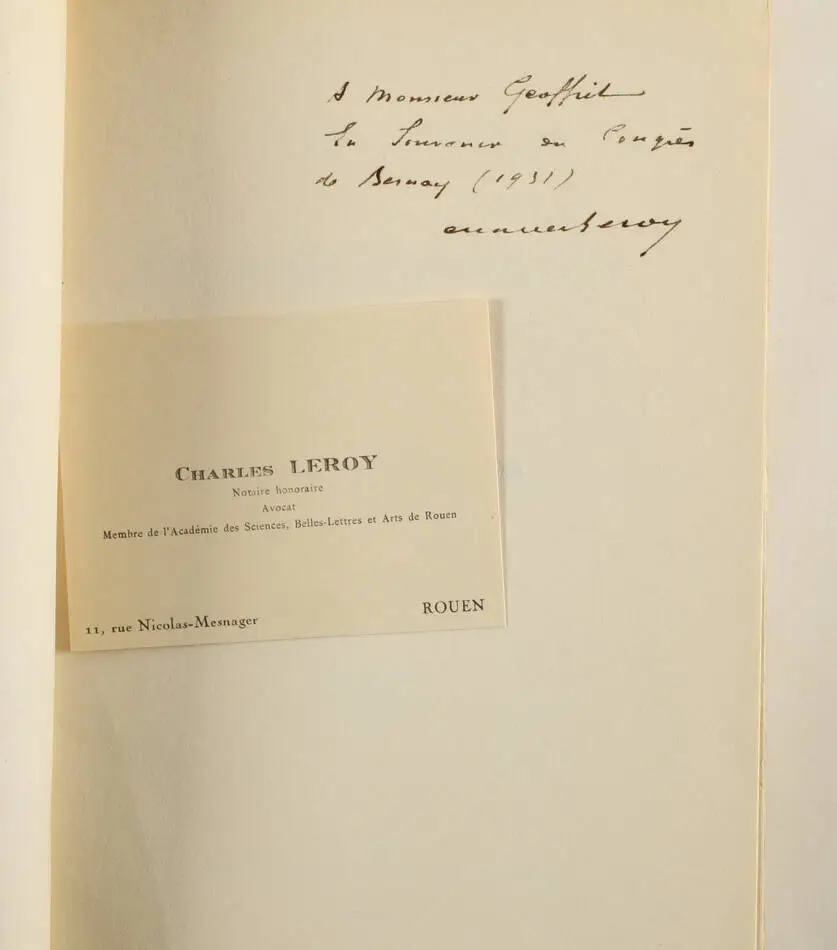 A Monsieur Geoffrit
En Souvenir du Congrès
de Bernay (1931)
Leroy
CHARLES LEROY
Notaire honoraire
Avocat
Membre de l'Académie des Sciences, Belles-Lettres et Arts de Rouen
11, rue Nicolas-Mesnager
ROUEN